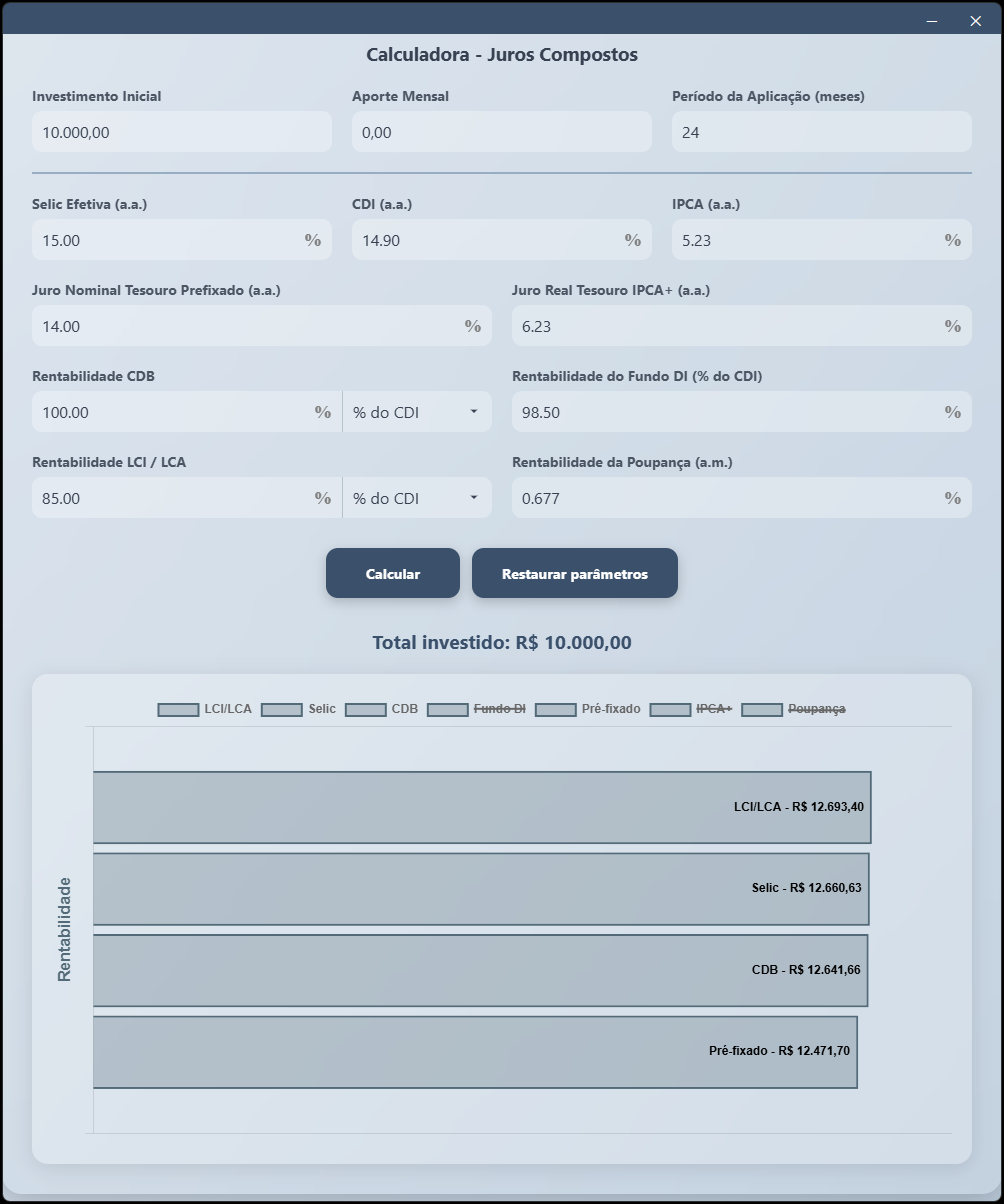 Calculadora - Juros Compostos
Investimento Inicial Aporte Mensal Período da Aplicação (meses)
10.000,00 0,00 24
Selic Efetiva (a.a.) CDI (a.a.) IPCA (a.a.)
15.00 % 14.90 % 5.23 %
Juro Nominal Tesouro Prefixado (a.a.) Juro Real Tesouro IPCA+ (a.a.)
14.00 % 6.23 %
Rentabilidade CDB Rentabilidade do Fundo DI (% do CDI)
100.00 % % do CDI 98.50 %
Rentabilidade LCI / LCA Rentabilidade da Poupança (a.m.)
85.00 % % do CDI 0.677 %
Calcular Restaurar parâmetros
Total investido: R$ 10.000,00
LCI/LCA Selic CDB Fundo DI Pré-fixado IPCA+ Poupança
Rentabilidade
LCI/LCA - R$ 12.693,40
Selic - R$ 12.660,63
CDB - R$ 12.641,66
Pré-fixado - R$ 12.471,70